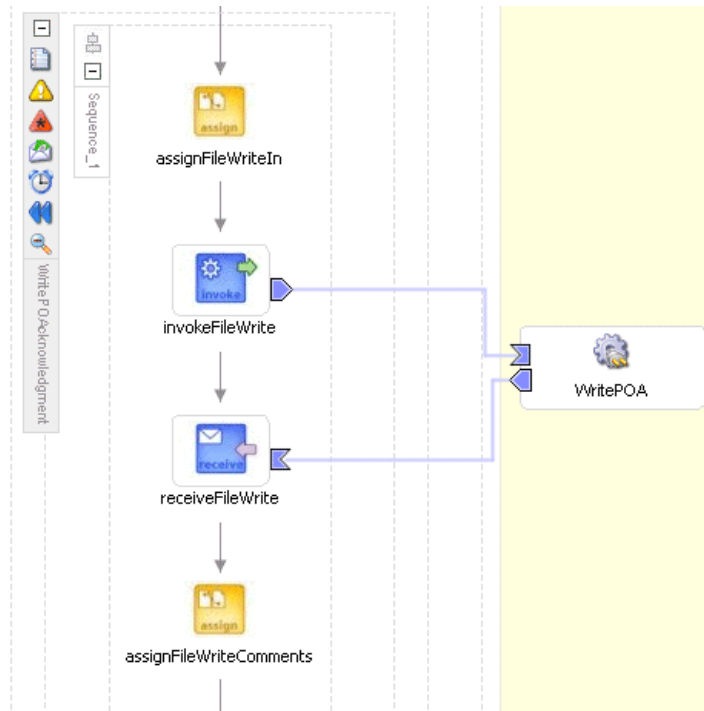 Sequence_1
assign
assignFileWriteIn
invoke
invokeFileWrite
WritePOAcknowledgment
WritePOA
receive
receiveFileWrite
assign
assignFileWriteComments